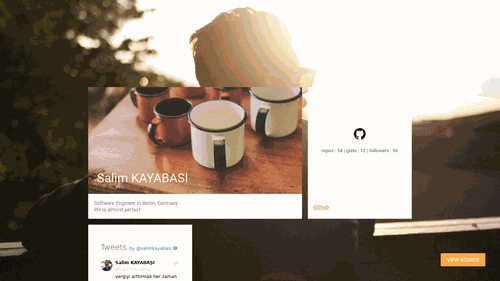 Salim KAYABASI
Software Engineer in Berlin, Germany
life is almost perfect
repos : 58 | gists : 12 | followers : 96
Github
Tweets by @salimkayabasi
Salim KAYABAŞI
@salimkayabasi
vergiyi arttırmak her zaman
VIEW SOURCE